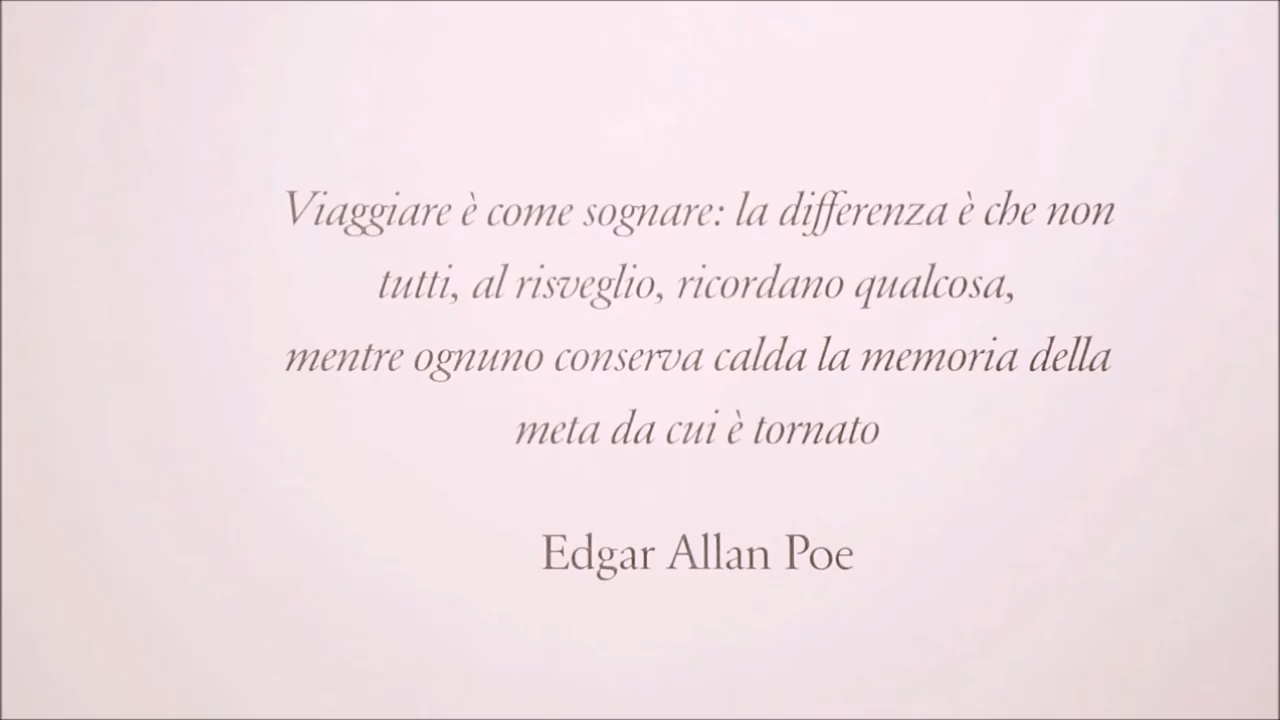 Viaggiare è come sognare: la differenza è che non
tutti, al risveglio, ricordano qualcosa,
mentre ognuno conserva calda la memoria della
meta da cui è tornato
Edgar Allan Poe